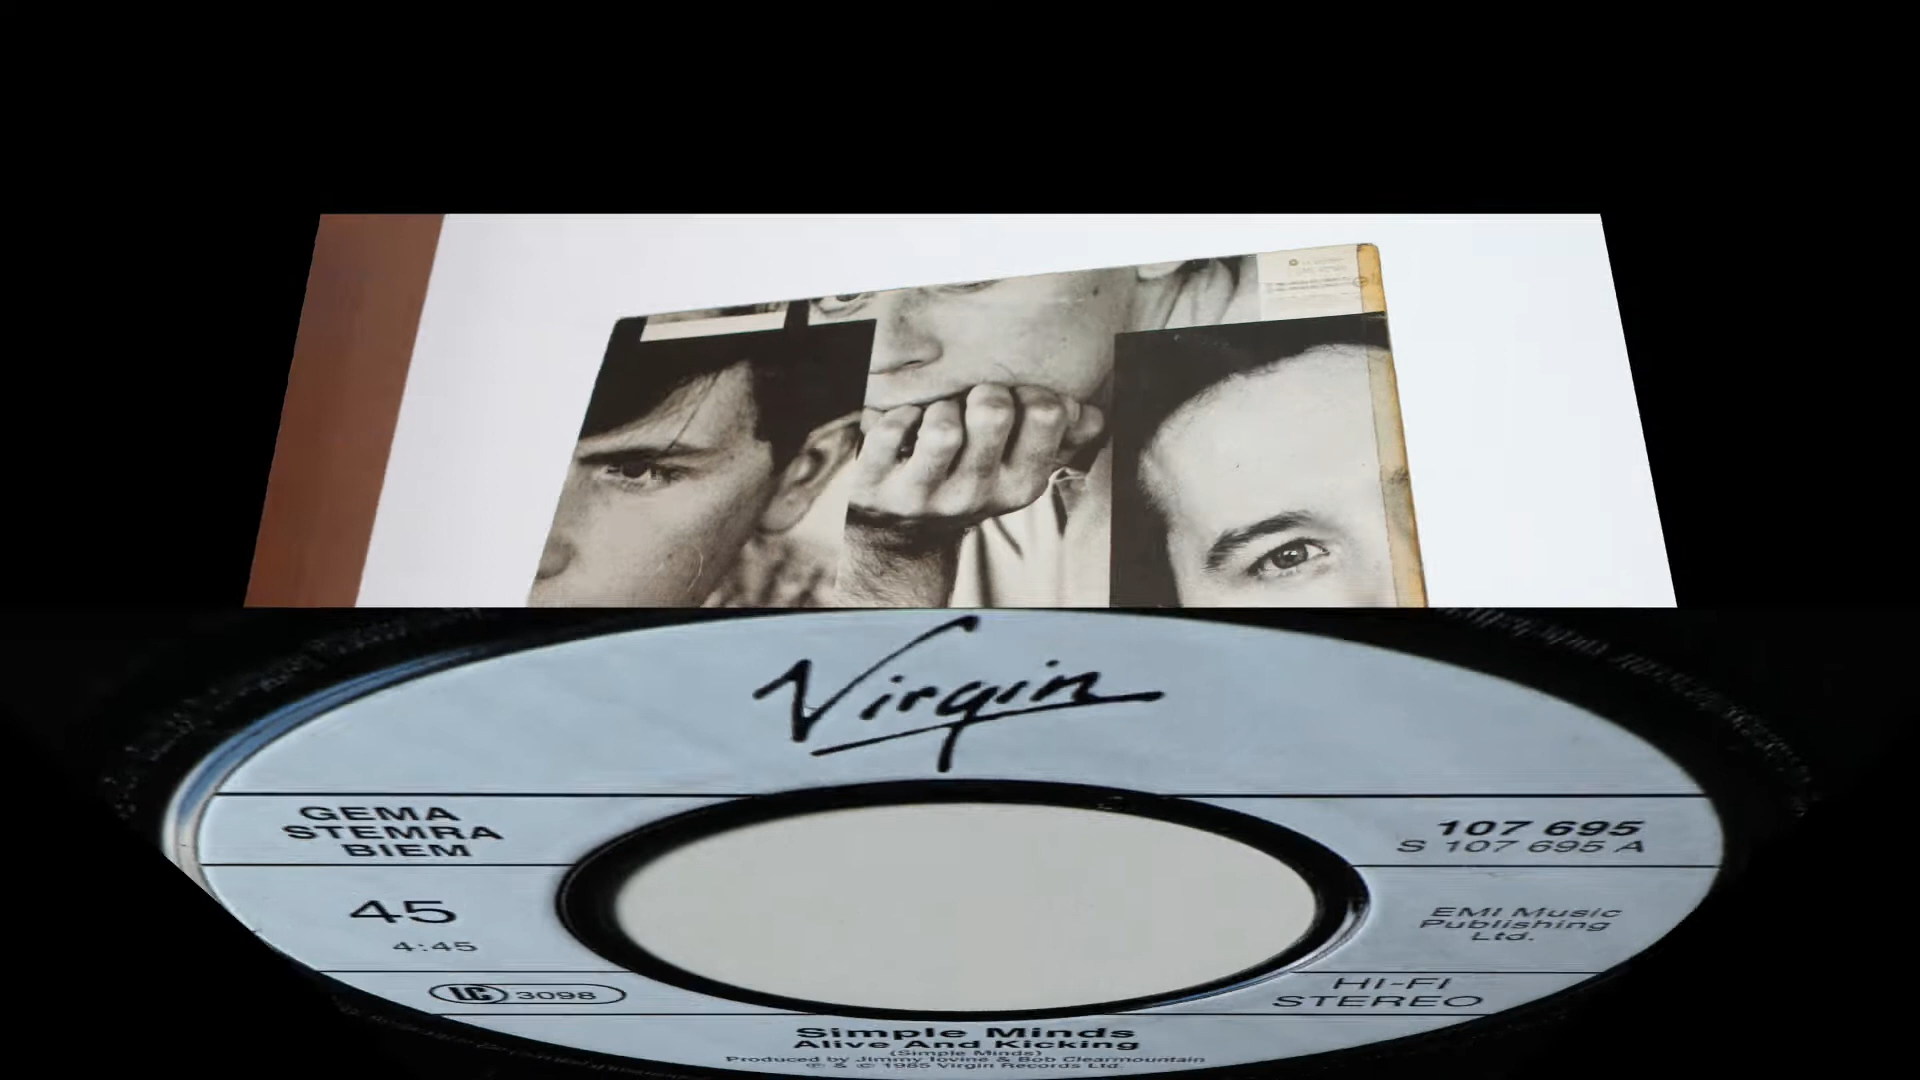 Virgin
GEMA
STEMRA
BIEM
107 695
S 107 695 A
45
4:45
EMI Music
Publishing
Ltd.
LC 3098
HI-FI
STEREO
Simple Minds
Alive And Kicking
(Simple Minds)
Produced by Jimmy Iovine & Bob Clearmountain
℗ & © 1985 Virgin Records Ltd.